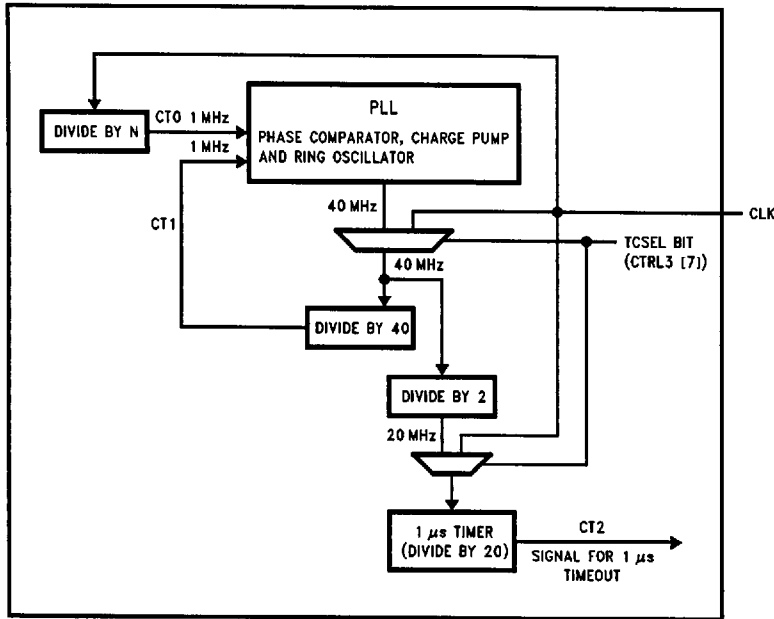 PLL
PHASE COMPARATOR, CHARGE PUMP
AND RING OSCILLATOR
DIVIDE BY N
CT0 1 MHz
1 MHz
CT1
40 MHz
CLK
TCSEL BIT
(CTRL3 [7])
40 MHz
DIVIDE BY 40
DIVIDE BY 2
20 MHz
1 μs TIMER
(DIVIDE BY 20)
CT2
SIGNAL FOR 1 μs
TIMEOUT